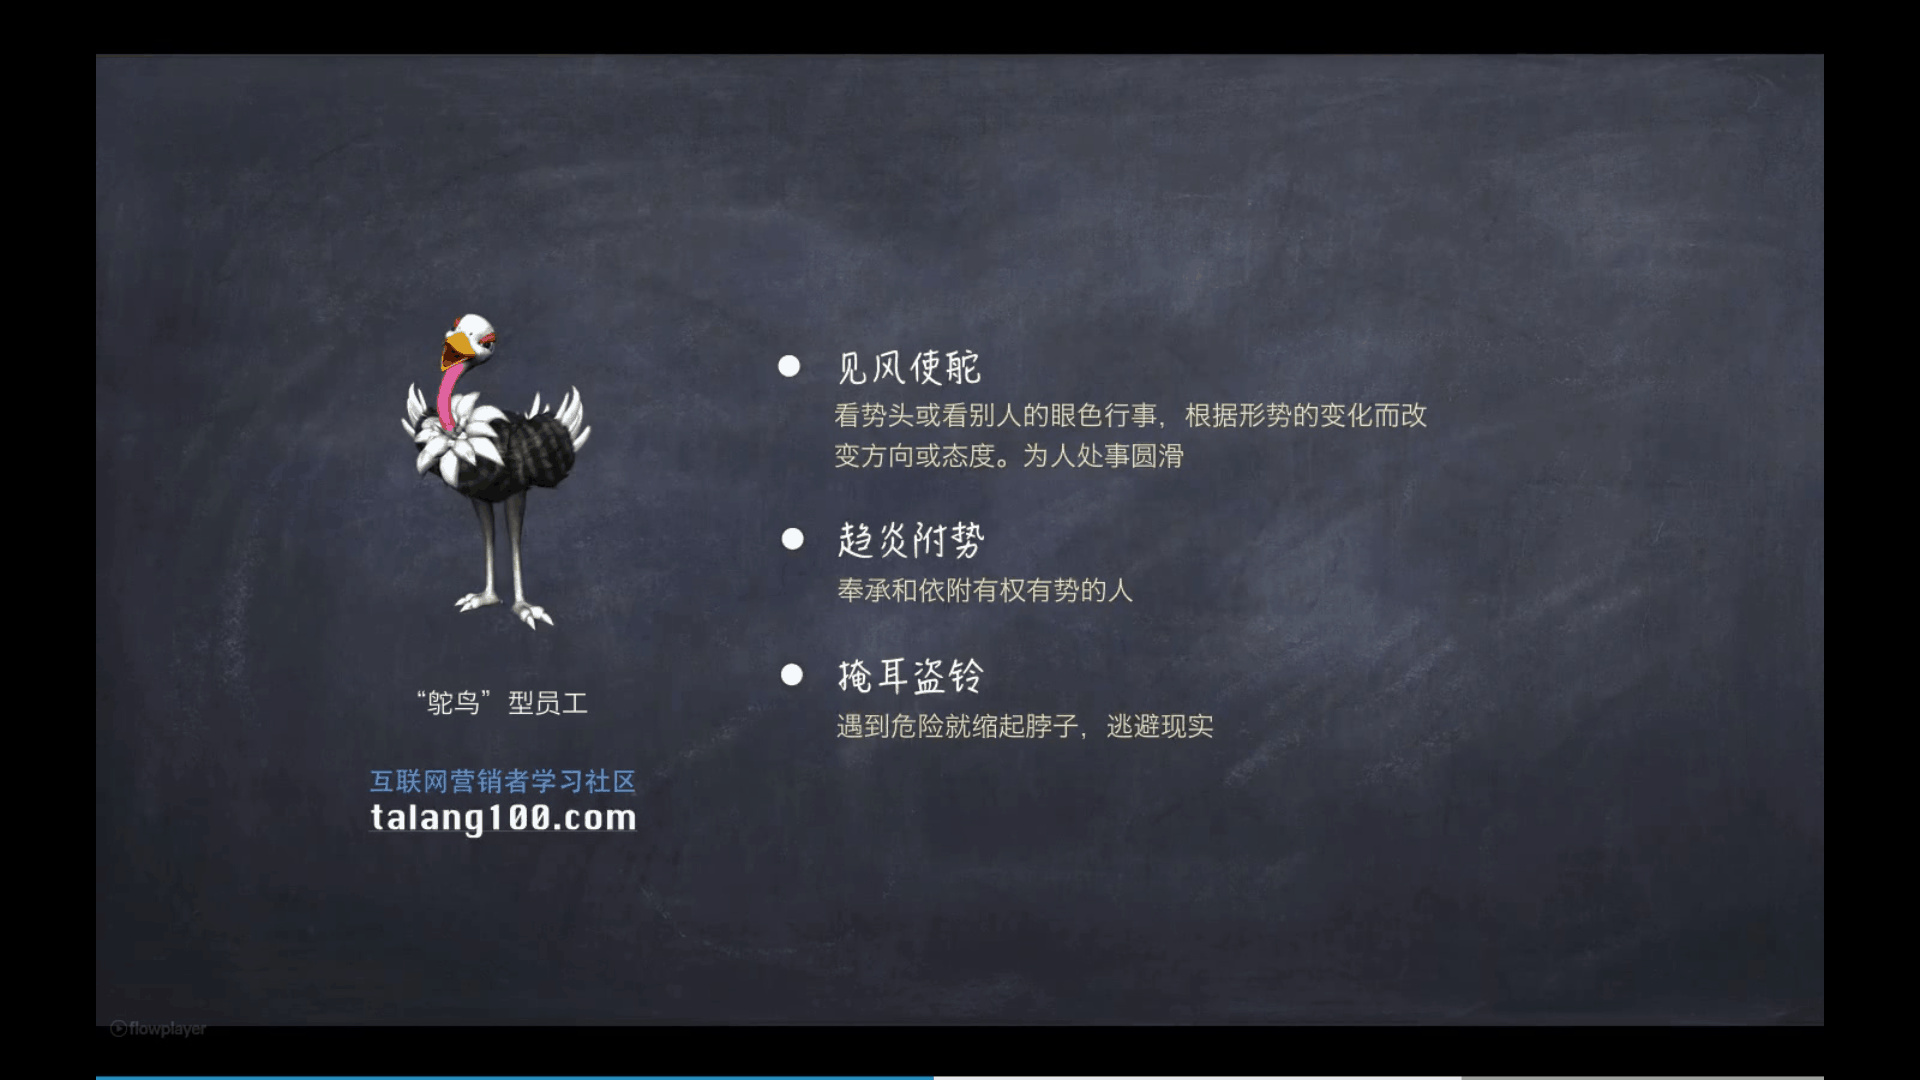 见风使舵
看势头或看别人的眼色行事，根据形势的变化而改
变方向或态度。为人处事圆滑
趋炎附势
奉承和依附有权有势的人
掩耳盗铃
遇到危险就缩起脖子，逃避现实
“鸵鸟”型员工
互联网营销者学习社区
talang100.com
flowplayer